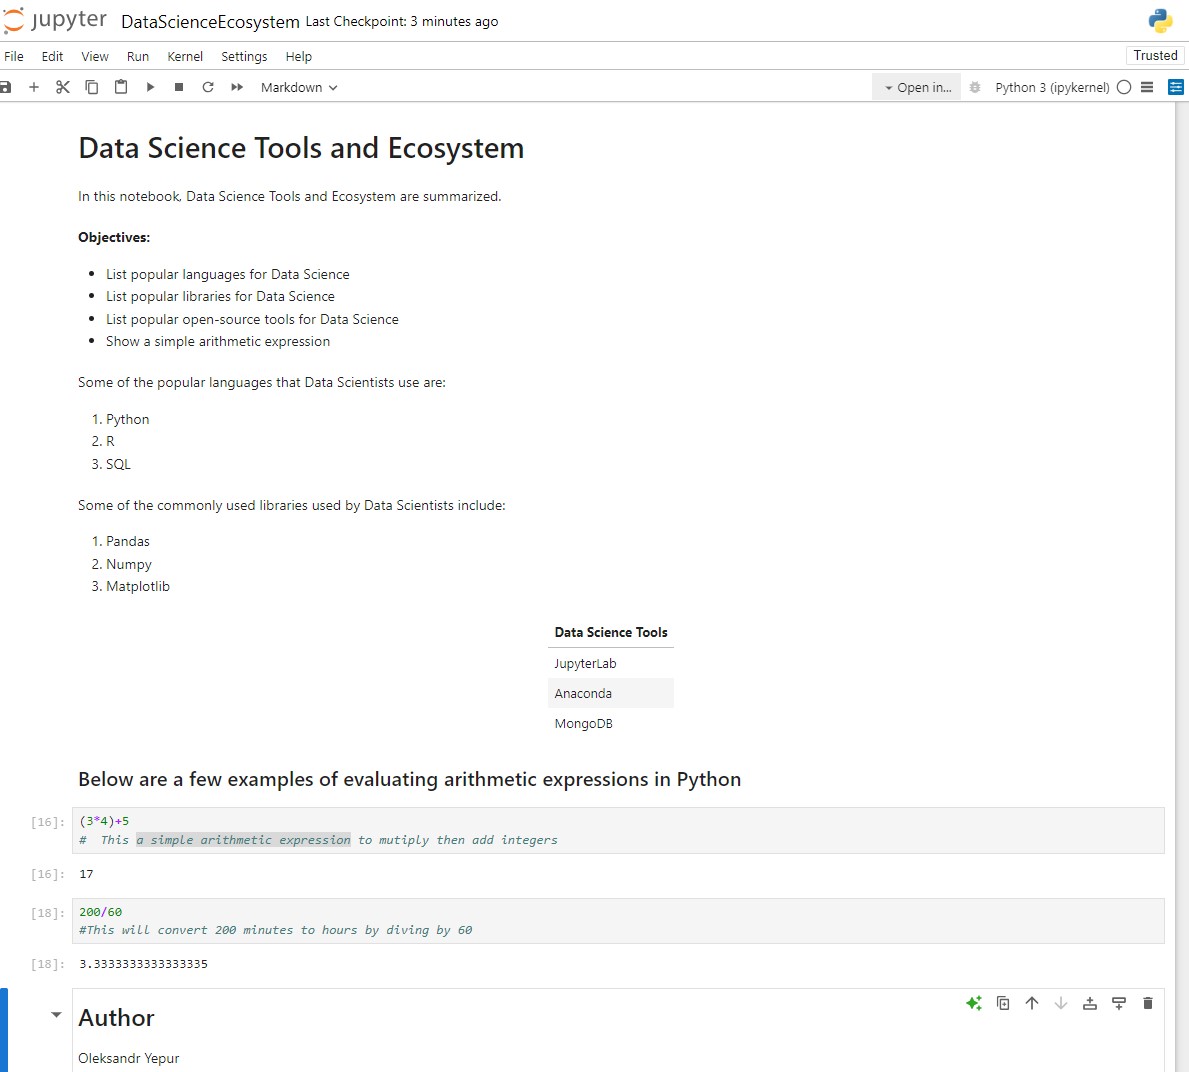 jupyter DataScienceEcosystem Last Checkpoint: 3 minutes ago
File Edit View Run Kernel Settings Help Trusted
Markdown Open in... Python 3 (ipykernel)
Data Science Tools and Ecosystem
In this notebook, Data Science Tools and Ecosystem are summarized.
Objectives:
• List popular languages for Data Science
• List popular libraries for Data Science
• List popular open-source tools for Data Science
• Show a simple arithmetic expression
Some of the popular languages that Data Scientists use are:
1. Python
2. R
3. SQL
Some of the commonly used libraries used by Data Scientists include:
1. Pandas
2. Numpy
3. Matplotlib
Data Science Tools
JupyterLab
Anaconda
MongoDB
Below are a few examples of evaluating arithmetic expressions in Python
[16]: (3*4)+5
#  This a simple arithmetic expression to mutiply then add integers
[16]: 17
[18]: 200/60
#This will convert 200 minutes to hours by diving by 60
[18]: 3.3333333333333335
Author
Oleksandr Yepur